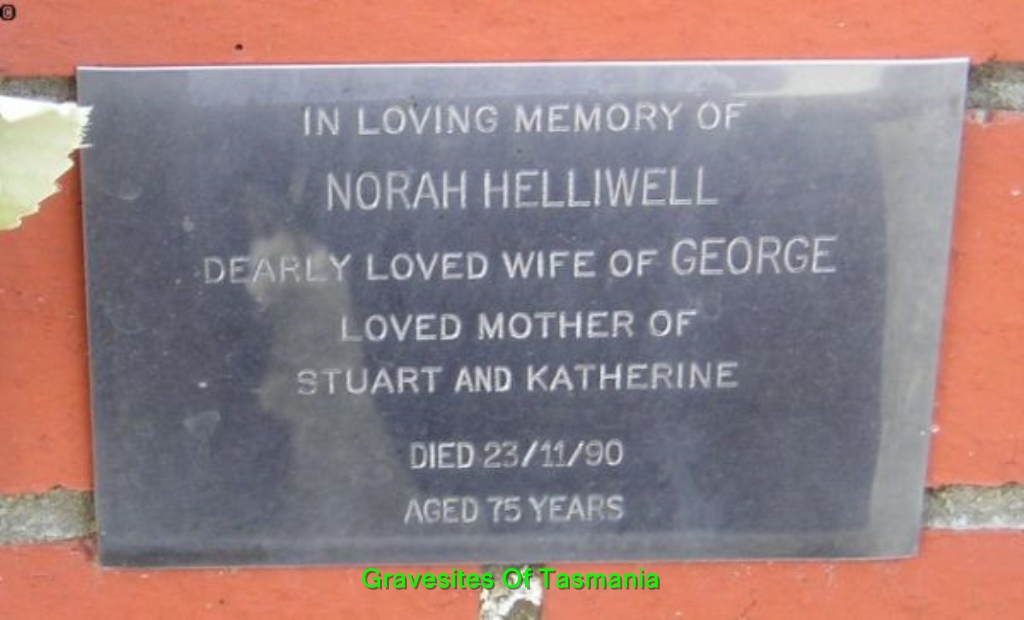 ©
IN LOVING MEMORY OF
NORAH HELLIWELL
DEARLY LOVED WIFE OF GEORGE
LOVED MOTHER OF
STUART AND KATHERINE
DIED 23/11/90
AGED 75 YEARS
Gravesites Of Tasmania